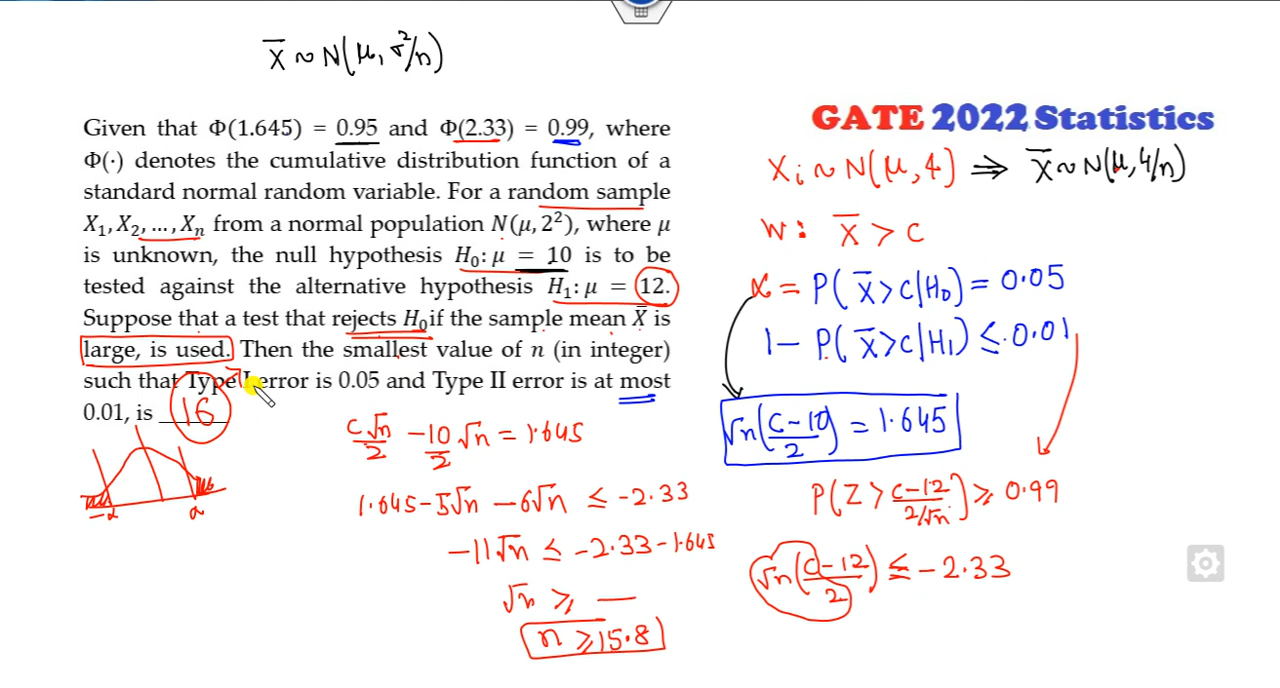 X̄ ~ N(μ, σ²/n)
Given that Φ(1.645) = 0.95 and Φ(2.33) = 0.99, where
Φ(·) denotes the cumulative distribution function of a
standard normal random variable. For a random sample
X₁, X₂, …, Xₙ from a normal population N(μ, 2²), where μ
is unknown, the null hypothesis H₀: μ = 10 is to be
tested against the alternative hypothesis H₁: μ = 12.
Suppose that a test that rejects H₀ if the sample mean X̄ is
large, is used. Then the smallest value of n (in integer)
such that Type I error is 0.05 and Type II error is at most
0.01, is ______
16
-a
a
c√n/2 - 10/2 √n = 1.645
1.645 - 5√n - 6√n ≤ -2.33
-11√n ≤ -2.33 - 1.645
√n ≥ —
n ≥ 15.8
GATE 2022 Statistics
Xi ~ N(μ, 4) ⇒ X̄ ~ N(μ, 4/n)
W: X̄ > C
α = P(X̄ > C | H₀) = 0.05
1 - P(X̄ > C | H₁) ≤ 0.01
√n((C - 10)/2) = 1.645
P(Z > (C - 12)/(2/√n)) ≥ 0.99
√n((C - 12)/2) ≤ -2.33